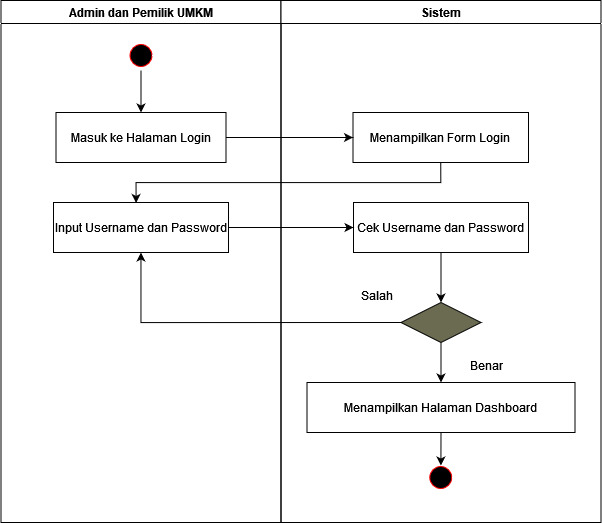 Admin dan Pemilik UMKM
Sistem
Masuk ke Halaman Login
Menampilkan Form Login
Input Username dan Password
Cek Username dan Password
Salah
Benar
Menampilkan Halaman Dashboard